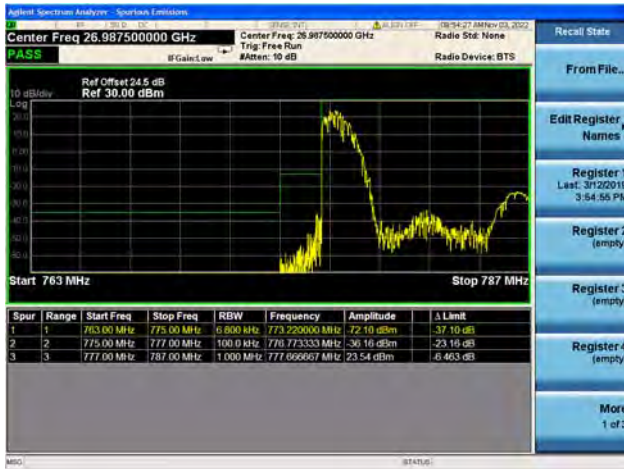 Agilent Spectrum Analyzer - Spurious Emissions
RF
DC
SENSE:INT
ALIGN OFF
08:54:27 AM Nov 03, 2022
Center Freq 26.987500000 GHz
Center Freq: 26.987500000 GHz
Radio Std: None
Trig: Free Run
PASS
IFGain:Low
#Atten: 10 dB
Radio Device: BTS
Ref Offset 24.5 dB
10 dB/div
Ref 30.00 dBm
Log
Start 763 MHz
Stop 787 MHz
Spur Range Start Freq Stop Freq RBW Frequency Amplitude Δ Limit
1 1 763.00 MHz 775.00 MHz 6.800 kHz 773.220000 MHz -72.10 dBm -37.10 dB
2 2 775.00 MHz 777.00 MHz 100.0 kHz 776.773333 MHz -36.16 dBm -23.16 dB
3 3 777.00 MHz 787.00 MHz 1.000 MHz 777.666667 MHz 23.54 dBm -6.463 dB
MSG
STATUS
Recall State
From File...
Edit Register
Names
Register 1
Last: 3/12/2019
3:54:55 PM
Register 2
(empty
Register 3
(empty
Register 4
(empty
More
1 of 3